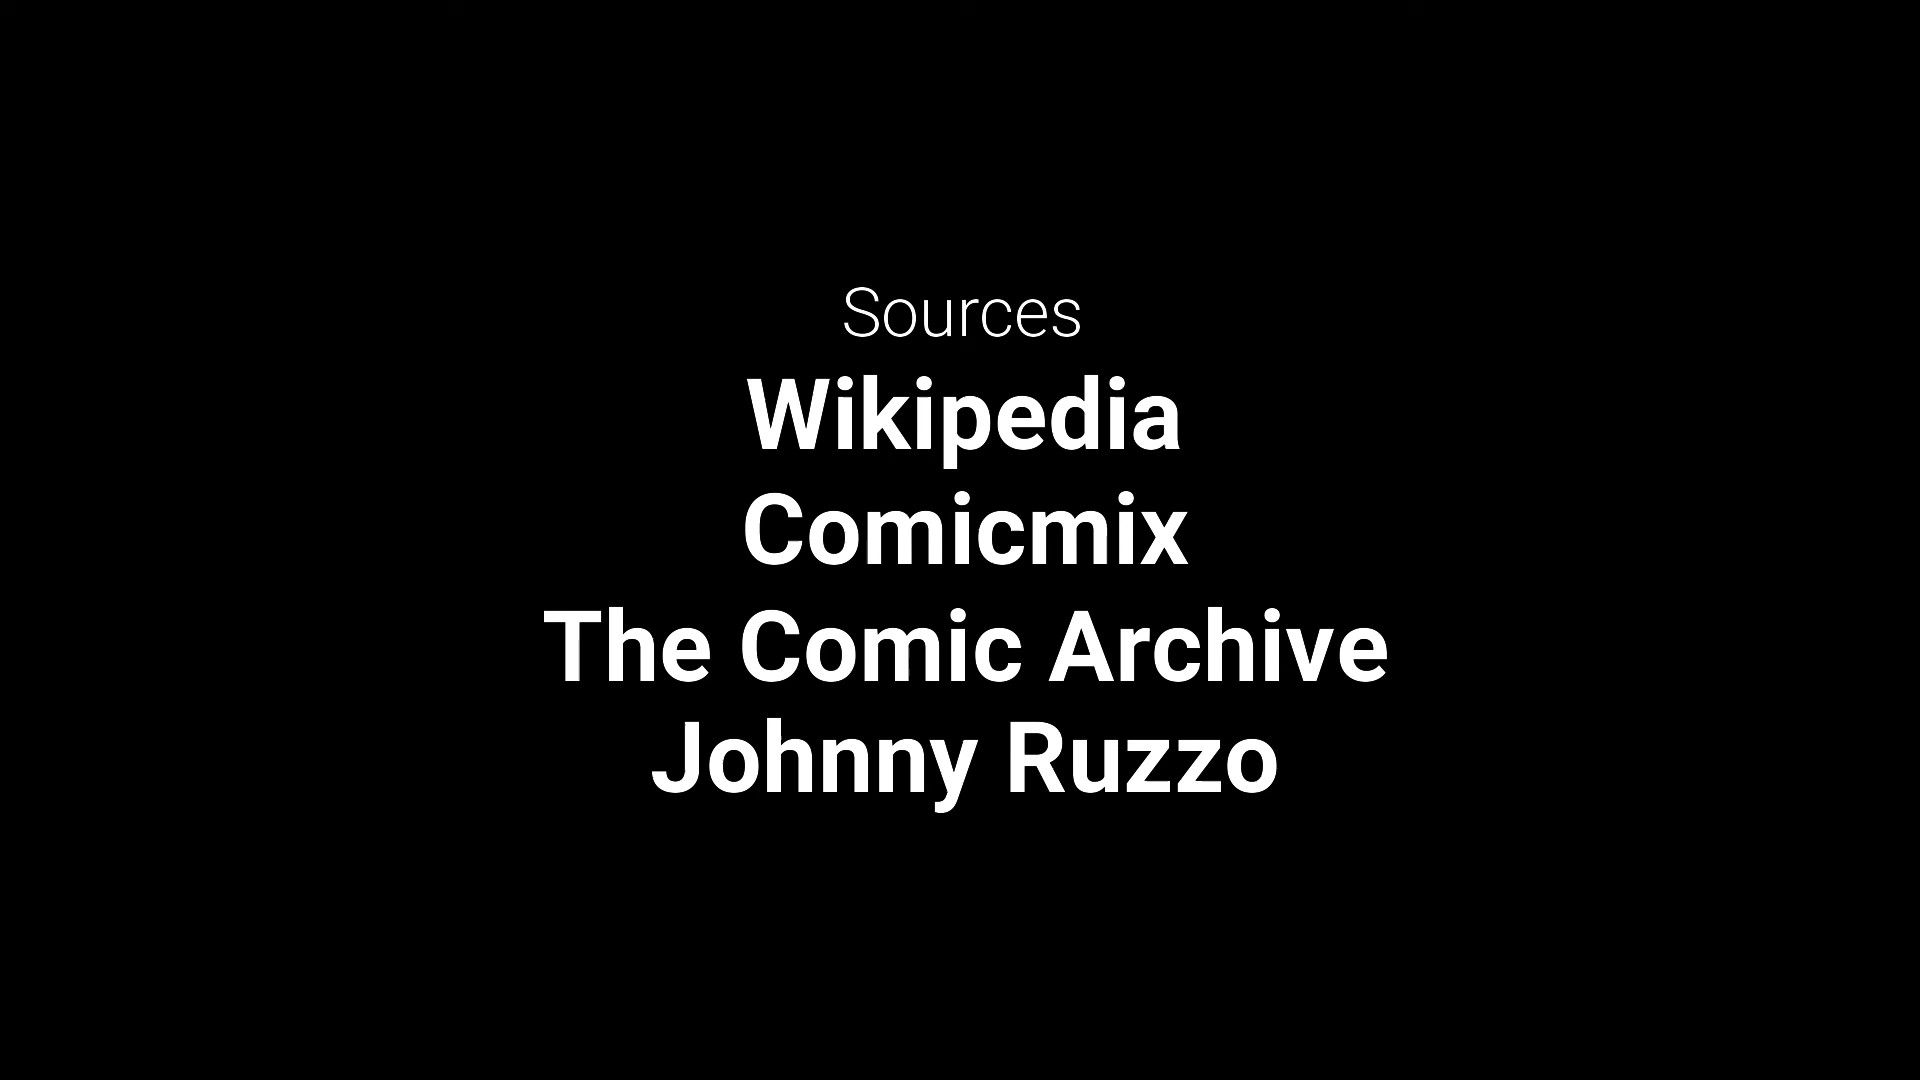 Sources
Wikipedia
Comicmix
The Comic Archive
Johnny Ruzzo